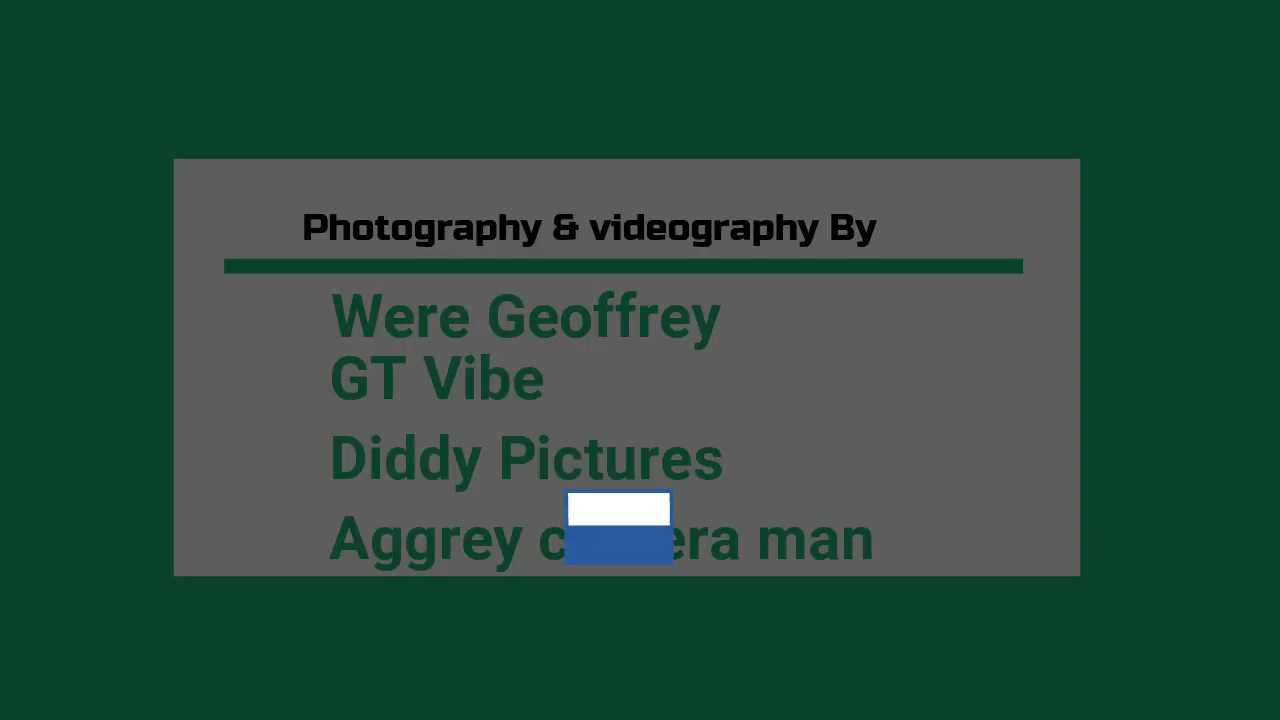 Photography & videography By
Were Geoffrey
GT Vibe
Diddy Pictures
Aggrey man